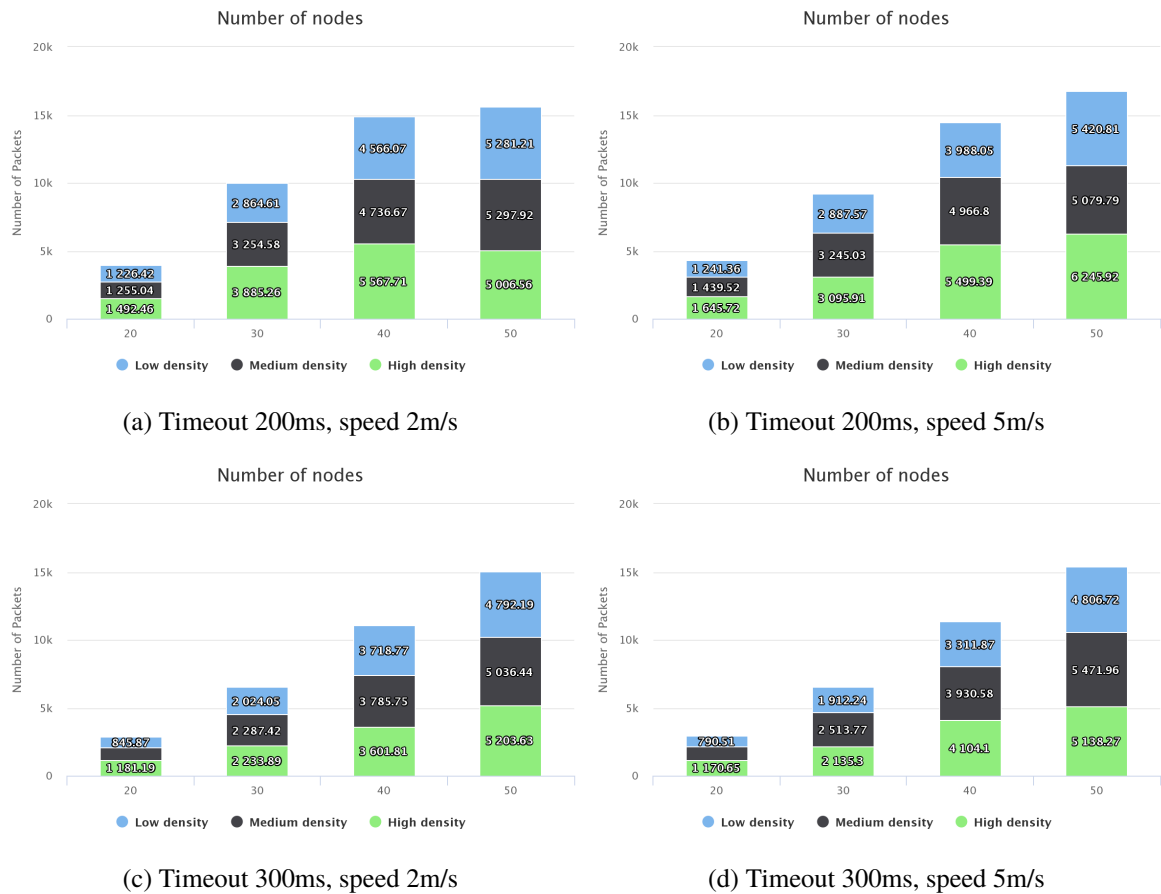 Number of nodes
20k
15k
10k
5k
0
Number of Packets
1 226.42
1 255.04
1 492.46
2 864.61
3 254.58
3 885.26
4 566.07
4 736.67
5 567.71
5 281.21
5 297.92
5 006.56
20
30
40
50
Low density
Medium density
High density
(a) Timeout 200ms, speed 2m/s
Number of nodes
20k
15k
10k
5k
0
Number of Packets
1 241.36
1 439.52
1 645.72
2 887.57
3 245.03
3 095.91
3 988.05
4 966.8
5 499.39
5 420.81
5 079.79
6 245.92
20
30
40
50
Low density
Medium density
High density
(b) Timeout 200ms, speed 5m/s
Number of nodes
20k
15k
10k
5k
0
Number of Packets
845.87
1 181.19
2 024.05
2 287.42
2 233.89
3 718.77
3 785.75
3 601.81
4 792.19
5 036.44
5 203.63
20
30
40
50
Low density
Medium density
High density
(c) Timeout 300ms, speed 2m/s
Number of nodes
20k
15k
10k
5k
0
Number of Packets
790.51
1 170.65
1 912.24
2 513.77
2 135.3
3 311.87
3 930.58
4 104.1
4 806.72
5 471.96
5 138.27
20
30
40
50
Low density
Medium density
High density
(d) Timeout 300ms, speed 5m/s